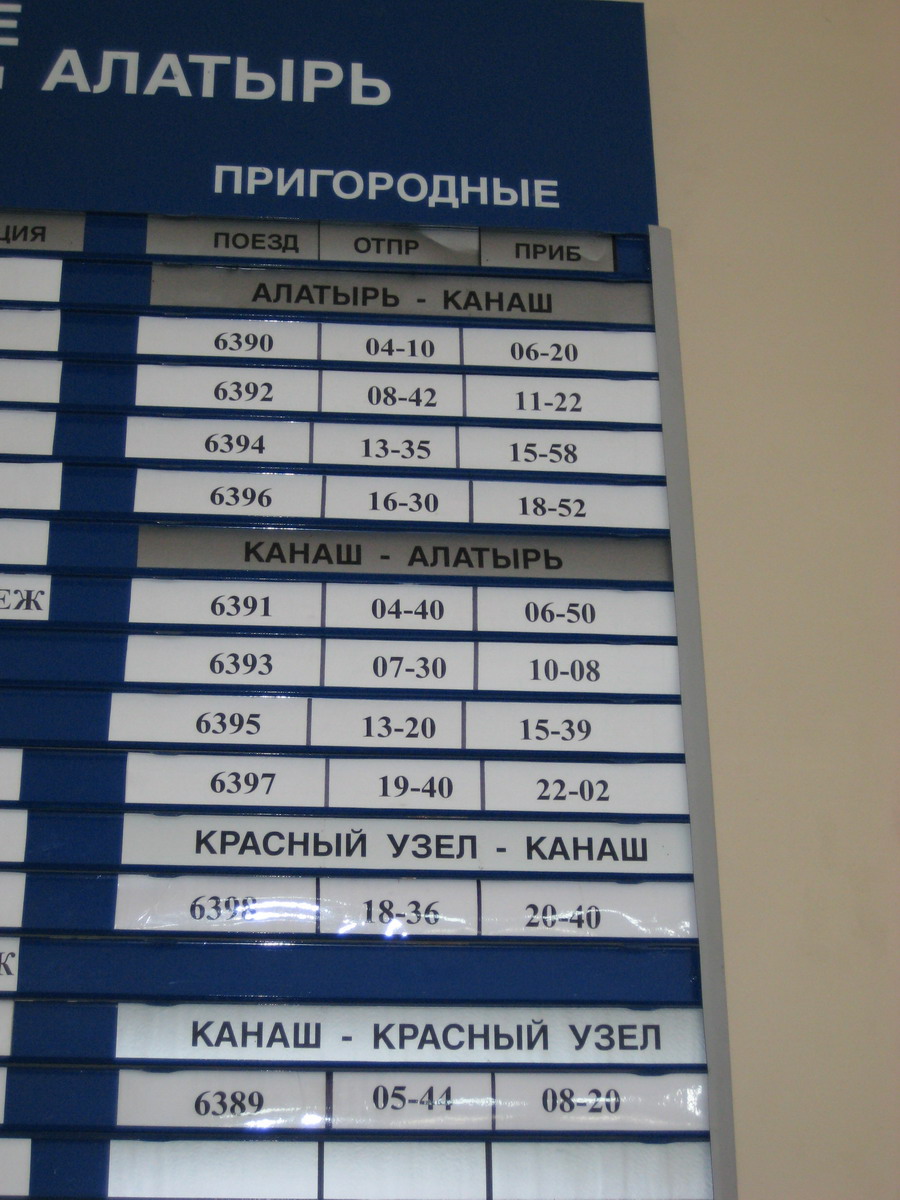 АЛАТЫРЬ
ПРИГОРОДНЫЕ
ПОЕЗД ОТПР ПРИБ
АЛАТЫРЬ - КАНАШ
6390 04-10 06-20
6392 08-42 11-22
6394 13-35 15-58
6396 16-30 18-52
КАНАШ - АЛАТЫРЬ
6391 04-40 06-50
6393 07-30 10-08
6395 13-20 15-39
6397 19-40 22-02
КРАСНЫЙ УЗЕЛ - КАНАШ
6398 18-36 20-40
КАНАШ - КРАСНЫЙ УЗЕЛ
6389 05-44 08-20